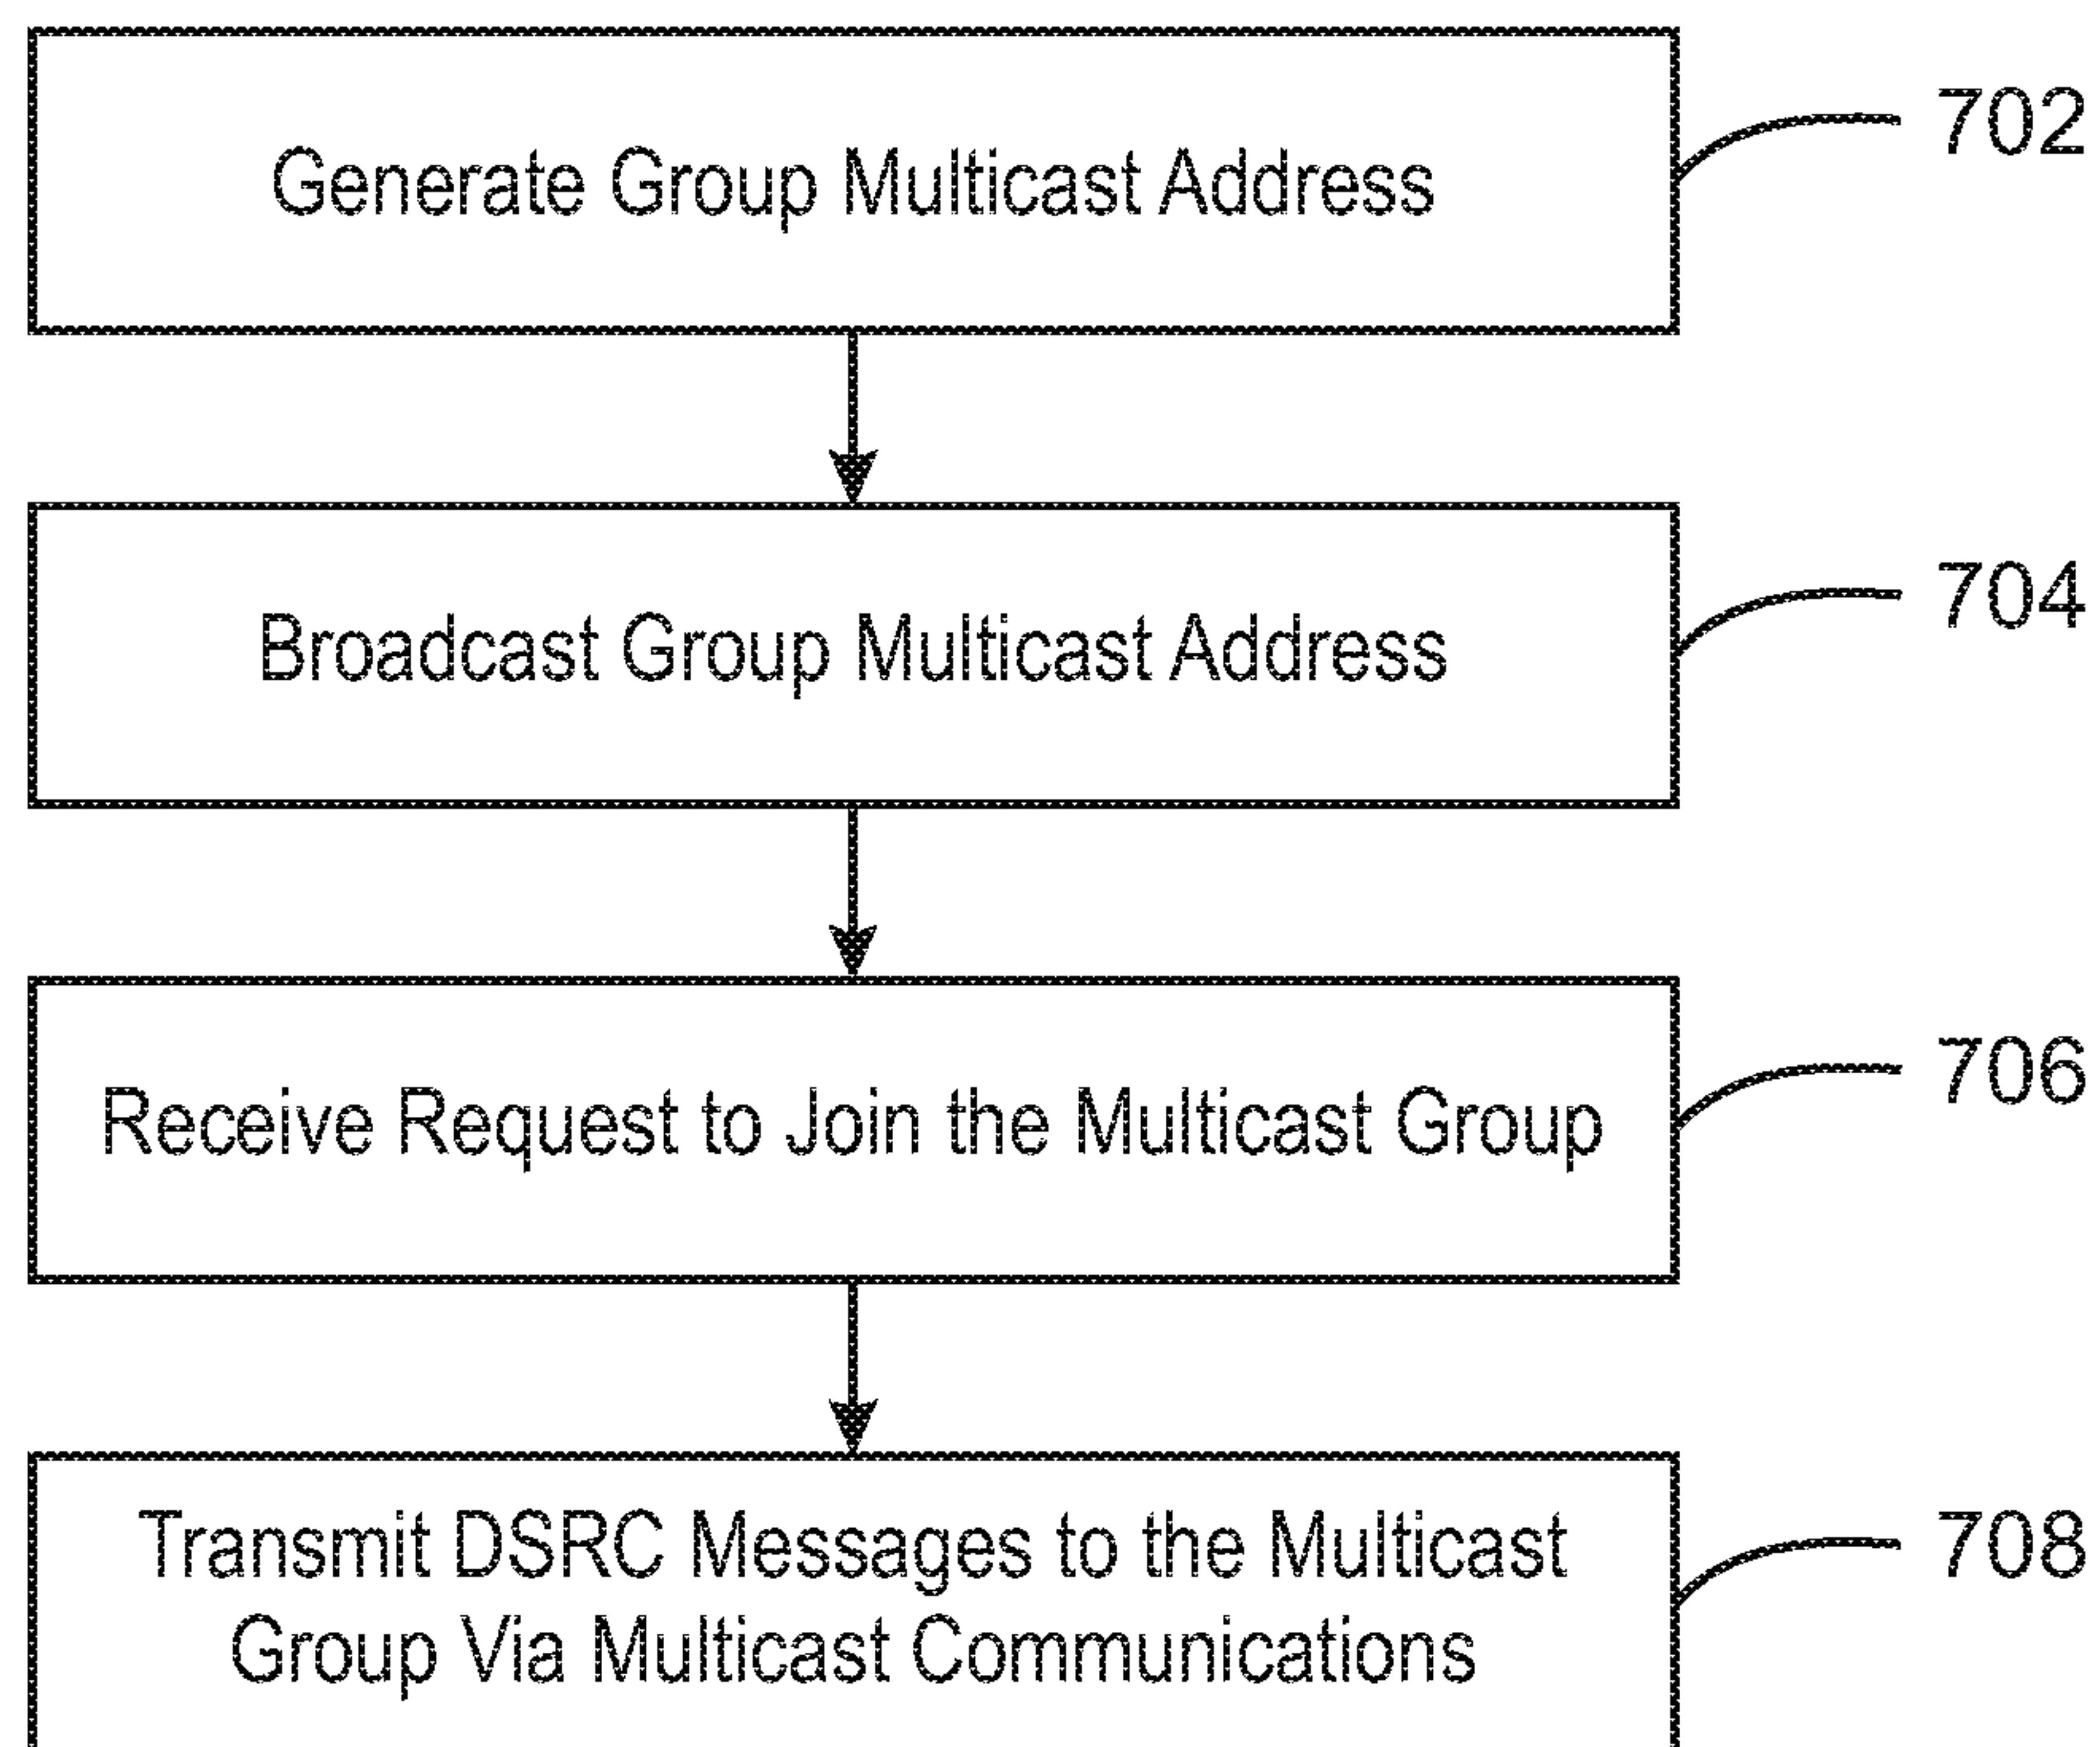 Generate Group Multicast Address
702
Broadcast Group Multicast Address
704
Receive Request to Join the Multicast Group
706
Transmit DSRC Messages to the Multicast
Group Via Multicast Communications
708